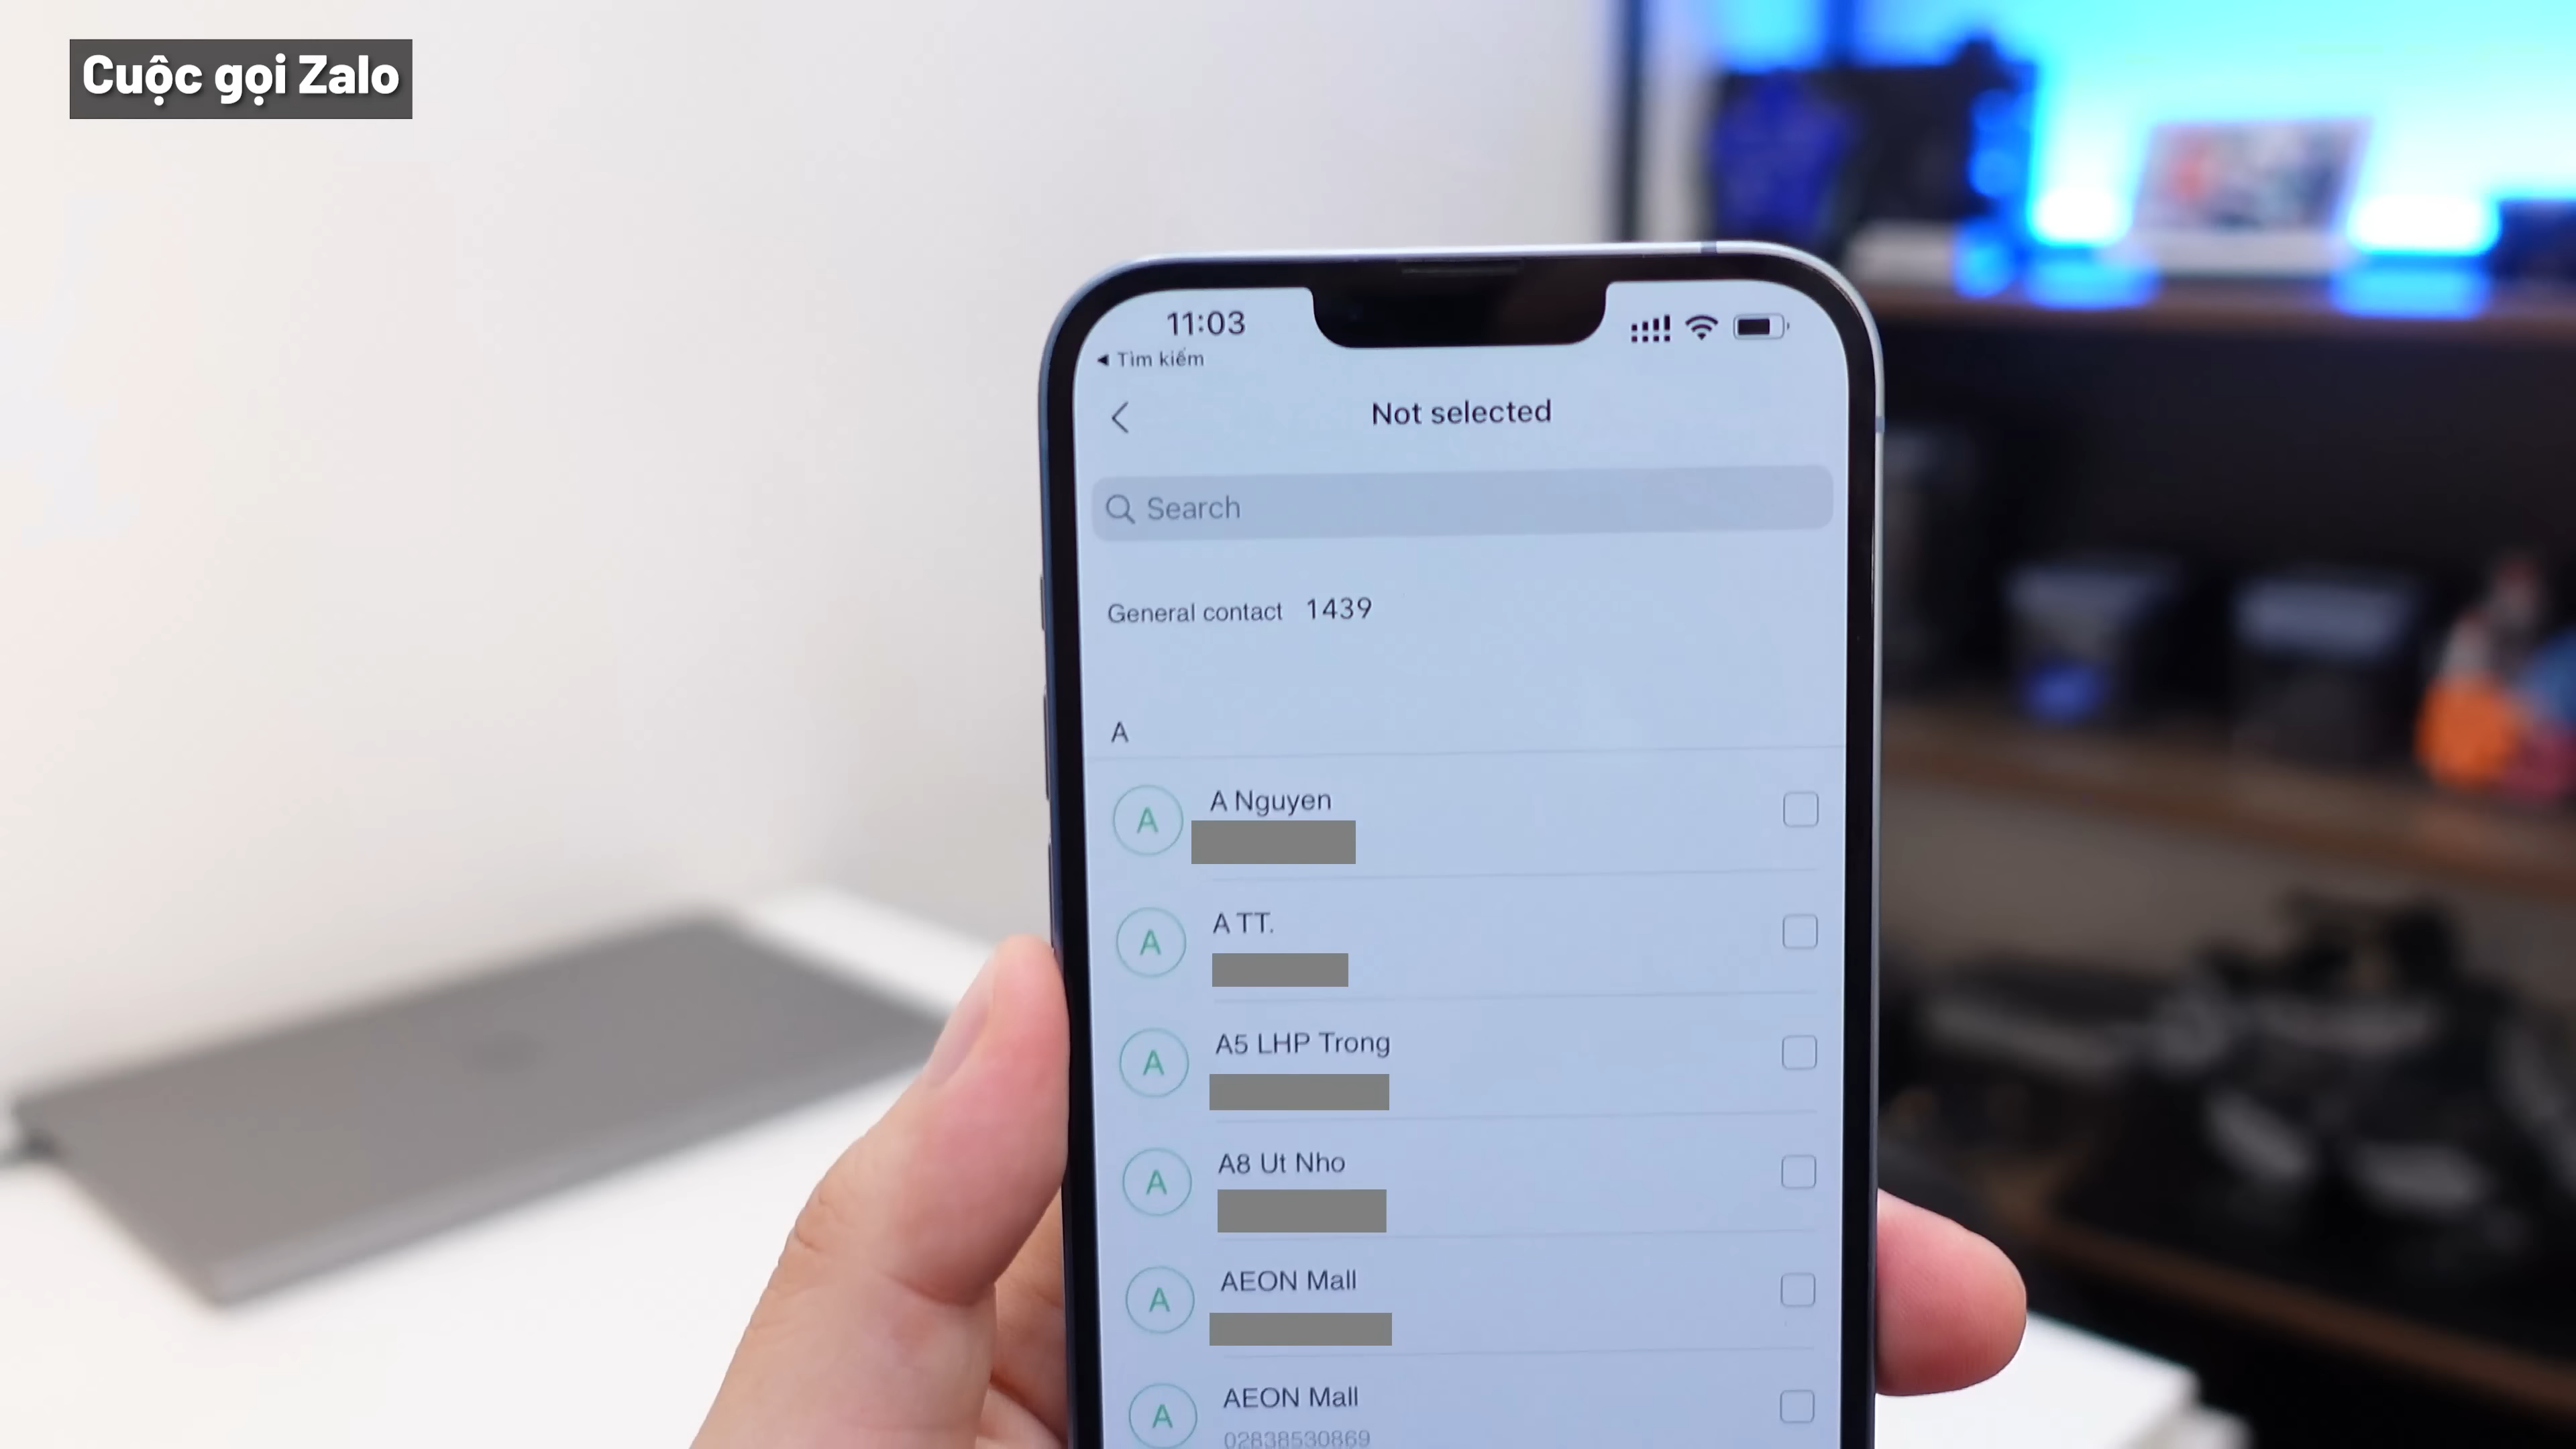 Cuộc gọi Zalo
11:03
◀ Tìm kiếm
Not selected
Search
General contact 1439
A
A A Nguyen
A A TT.
A A5 LHP Trong
A A8 Ut Nho
A AEON Mall
A AEON Mall
02838530869